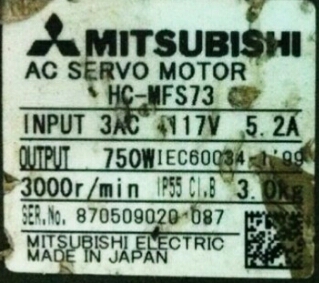 MITSUBISHI
AC SERVO MOTOR
HC-MFS73
INPUT 3AC 117V 5.2A
OUTPUT 750W IEC60034-1'99
3000r/min IP55 Cl.B 3.0kg
SER.No. 870509020 087
MITSUBISHI ELECTRIC
MADE IN JAPAN